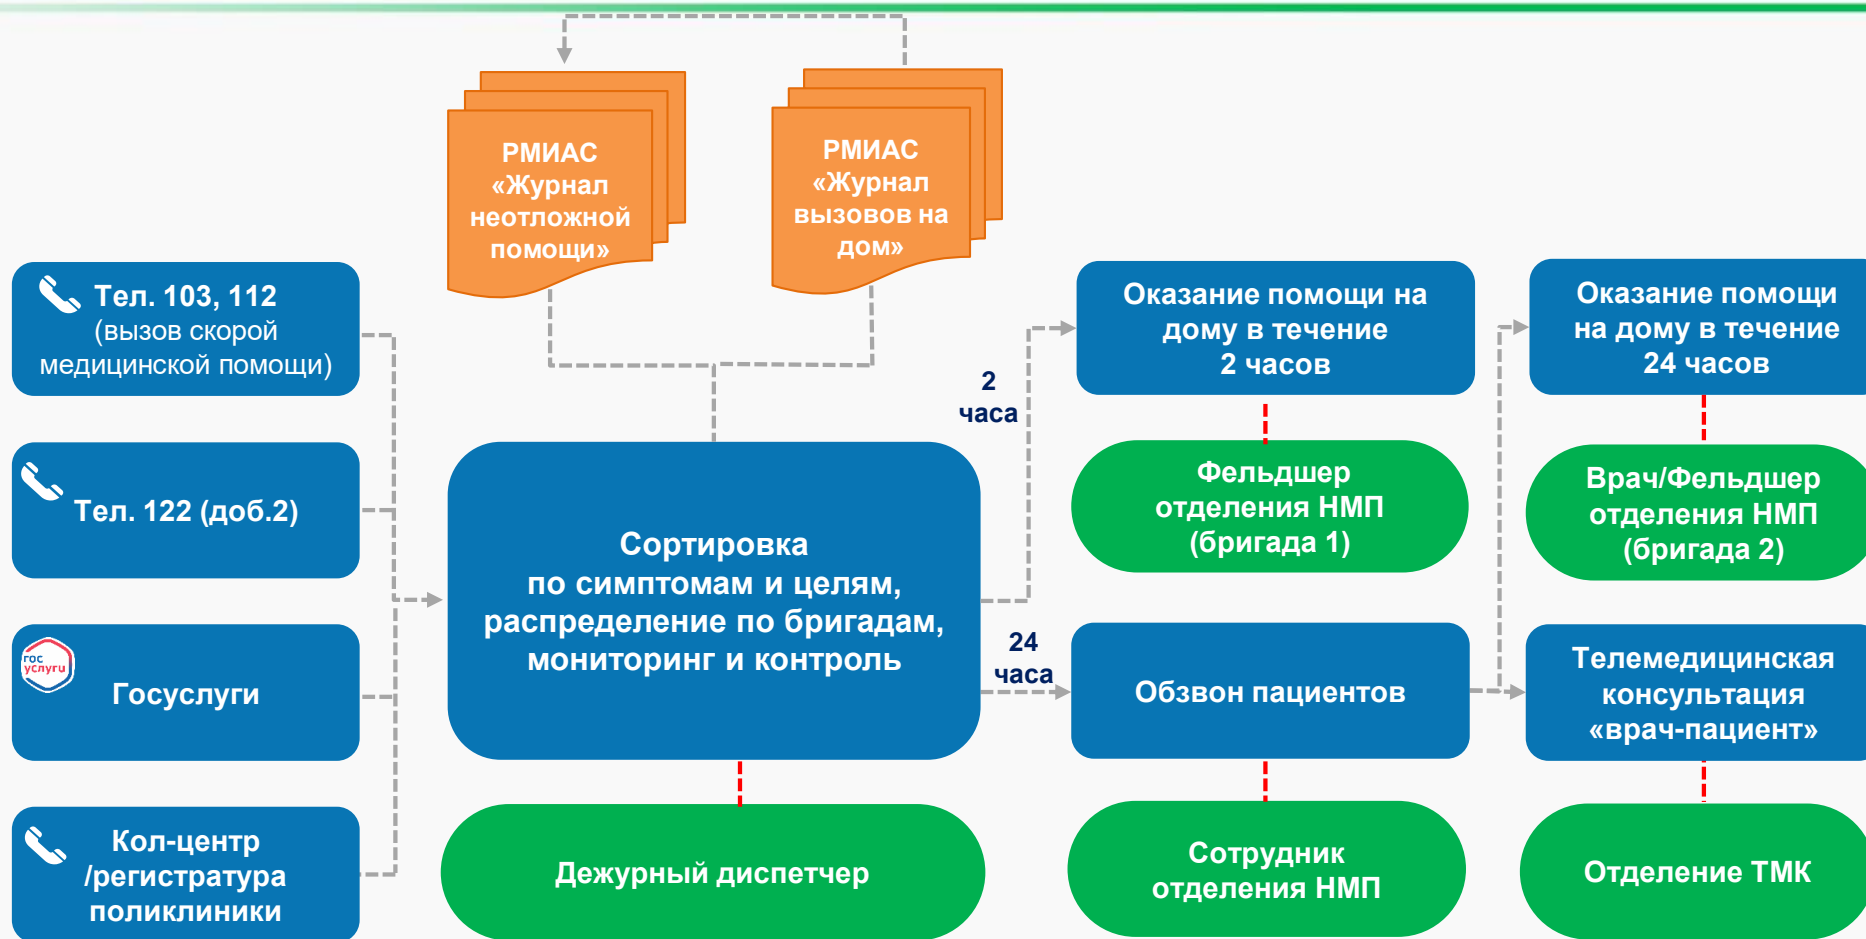 РМИАС
«Журнал
неотложной
помощи»
РМИАС
«Журнал
вызовов на
дом»
Тел. 103, 112
(вызов скорой
медицинской помощи)
Тел. 122 (доб.2)
гос
услуги
Госуслуги
Кол-центр
/регистратура
поликлиники
Сортировка
по симптомам и целям,
распределение по бригадам,
мониторинг и контроль
Дежурный диспетчер
2
часа
24
часа
Оказание помощи на
дому в течение
2 часов
Фельдшер
отделения НМП
(бригада 1)
Обзвон пациентов
Сотрудник
отделения НМП
Оказание помощи
на дому в течение
24 часов
Врач/Фельдшер
отделения НМП
(бригада 2)
Телемедицинская
консультация
«врач-пациент»
Отделение ТМК